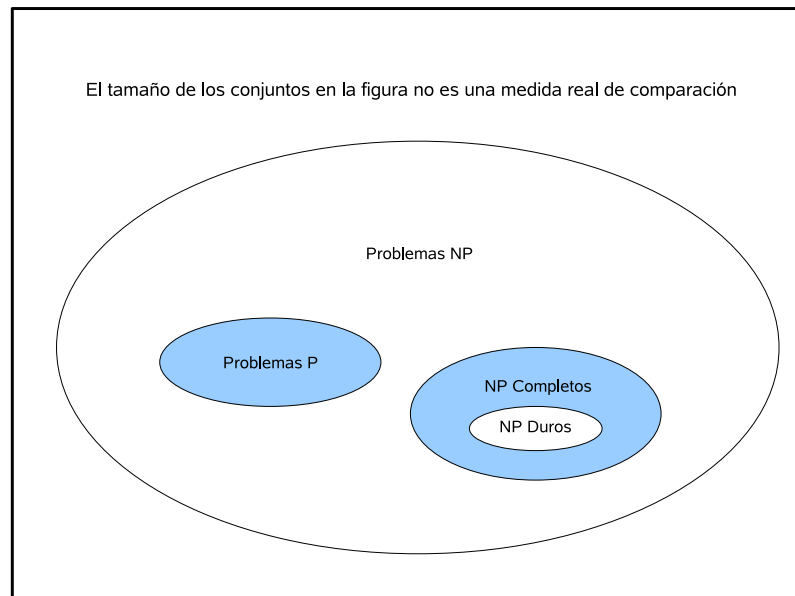 El tamaño de los conjuntos en la figura no es una medida real de comparación
Problemas NP
Problemas P
NP Completos
NP Duros